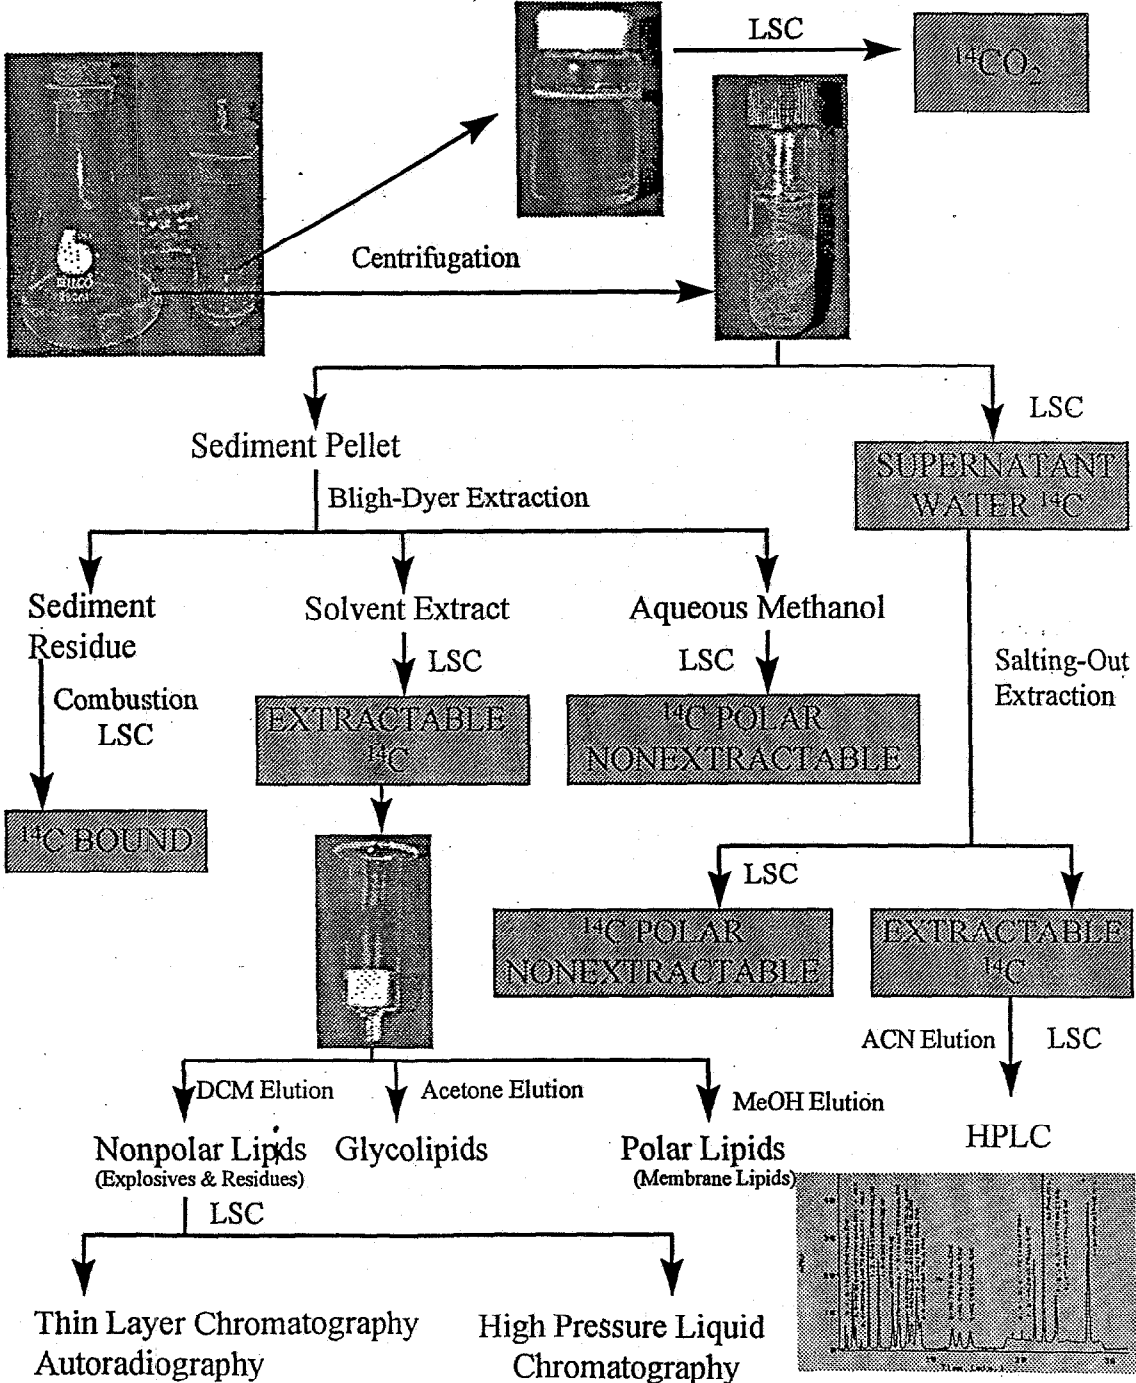 LSC
¹⁴CO₂
Centrifugation
LSC
Sediment Pellet
SUPERNATANT
WATER ¹⁴C
Bligh-Dyer Extraction
Sediment
Residue
Solvent Extract
Aqueous Methanol
LSC
LSC
Salting-Out
Extraction
Combustion
LSC
EXTRACTABLE
¹⁴C
¹⁴C POLAR
NONEXTRACTABLE
¹⁴C BOUND
LSC
¹⁴C POLAR
NONEXTRACTABLE
EXTRACTABLE
¹⁴C
ACN Elution
LSC
DCM Elution
Acetone Elution
MeOH Elution
HPLC
Nonpolar Lipids
(Explosives & Residues)
Glycolipids
Polar Lipids
(Membrane Lipids)
LSC
Thin Layer Chromatography
Autoradiography
High Pressure Liquid
Chromatography